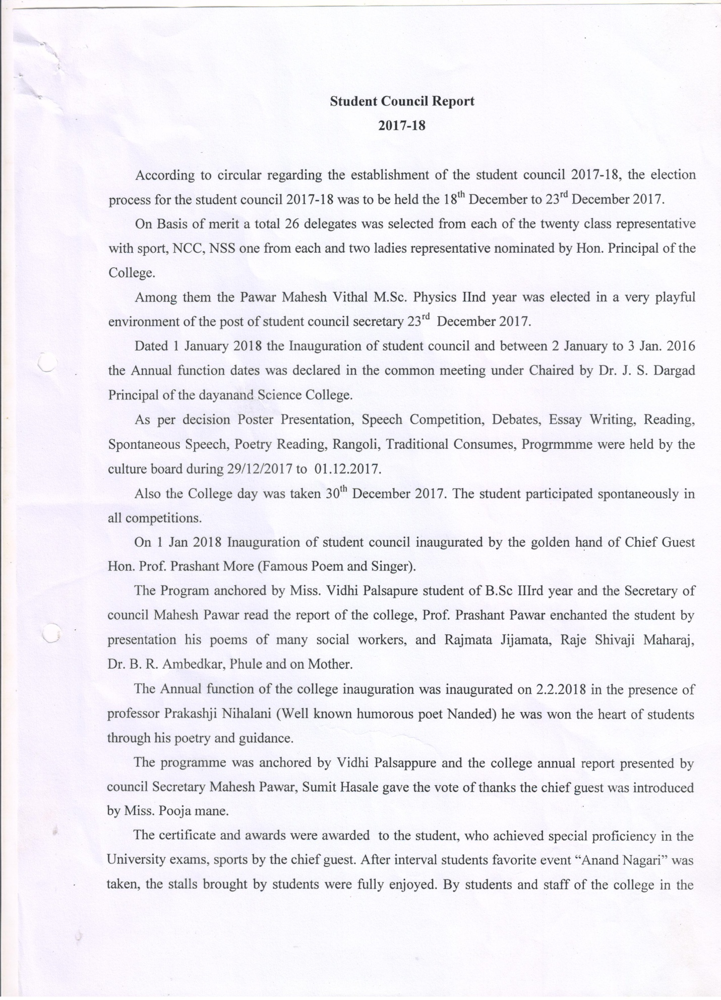 Student Council Report
2017-18
According to circular regarding the establishment of the student council 2017-18, the election
process for the student council 2017-18 was to be held the 18th December to 23rd December 2017.
On Basis of merit a total 26 delegates was selected from each of the twenty class representative
with sport, NCC, NSS one from each and two ladies representative nominated by Hon. Principal of the
College.
Among them the Pawar Mahesh Vithal M.Sc. Physics IInd year was elected in a very playful
environment of the post of student council secretary 23rd December 2017.
Dated 1 January 2018 the Inauguration of student council and between 2 January to 3 Jan. 2016
the Annual function dates was declared in the common meeting under Chaired by Dr. J. S. Dargad
Principal of the dayanand Science College.
As per decision Poster Presentation, Speech Competition, Debates, Essay Writing, Reading,
Spontaneous Speech, Poetry Reading, Rangoli, Traditional Consumes, Progrmmme were held by the
culture board during 29/12/2017 to 01.12.2017.
Also the College day was taken 30th December 2017. The student participated spontaneously in
all competitions.
On 1 Jan 2018 Inauguration of student council inaugurated by the golden hand of Chief Guest
Hon. Prof. Prashant More (Famous Poem and Singer).
The Program anchored by Miss. Vidhi Palsapure student of B.Sc IIIrd year and the Secretary of
council Mahesh Pawar read the report of the college, Prof. Prashant Pawar enchanted the student by
presentation his poems of many social workers, and Rajmata Jijamata, Raje Shivaji Maharaj,
Dr. B. R. Ambedkar, Phule and on Mother.
The Annual function of the college inauguration was inaugurated on 2.2.2018 in the presence of
professor Prakashji Nihalani (Well known humorous poet Nanded) he was won the heart of students
through his poetry and guidance.
The programme was anchored by Vidhi Palsappure and the college annual report presented by
council Secretary Mahesh Pawar, Sumit Hasale gave the vote of thanks the chief guest was introduced
by Miss. Pooja mane.
The certificate and awards were awarded to the student, who achieved special proficiency in the
University exams, sports by the chief guest. After interval students favorite event “Anand Nagari” was
taken, the stalls brought by students were fully enjoyed. By students and staff of the college in the